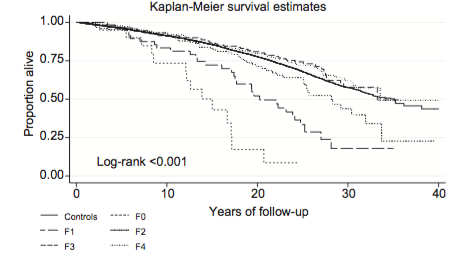 Kaplan-Meier survival estimates
Proportion alive
1.00
0.75
0.50
0.25
0.00
Log-rank <0.001
0 10 20 30 40
Years of follow-up
Controls F0
F1 F2
F3 F4